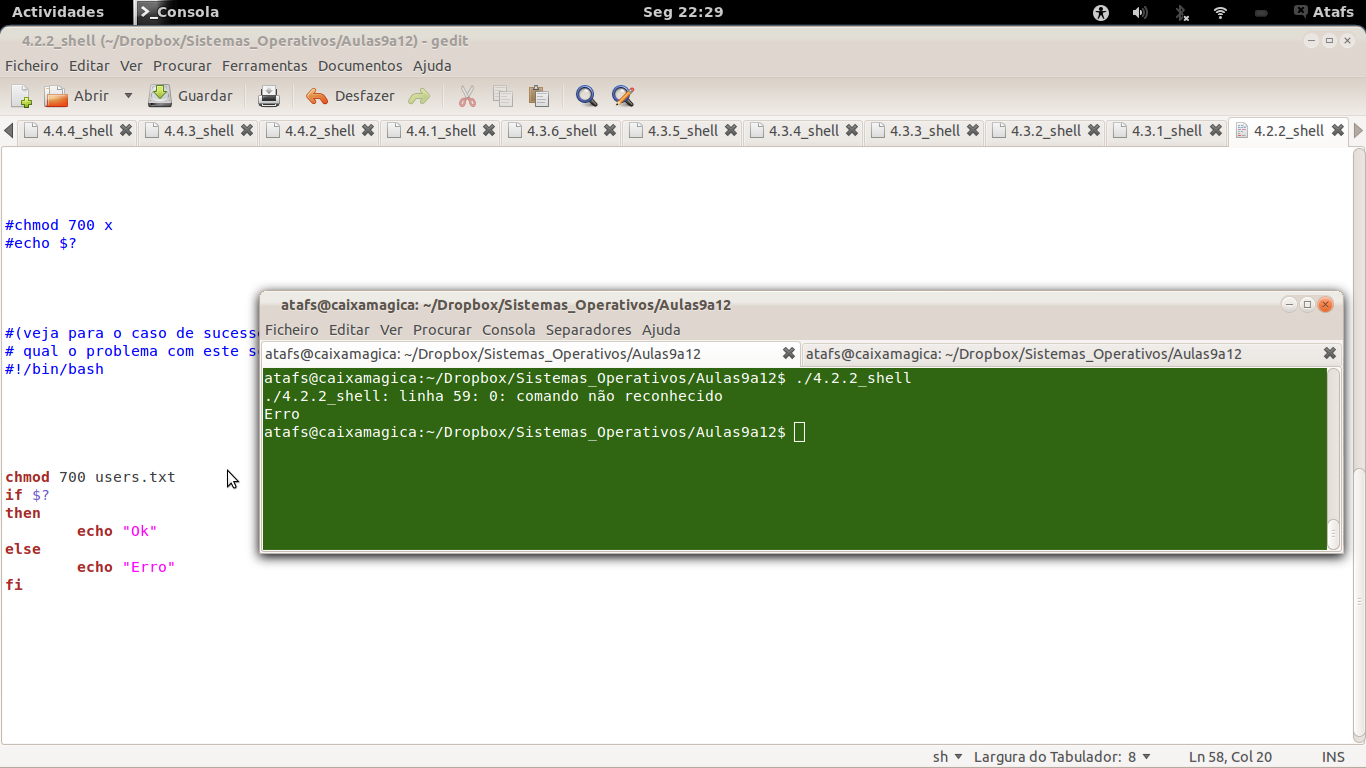 Actividades
Consola
Seg 22:29
Atafs
4.2.2_shell (~/Dropbox/Sistemas_Operativos/Aulas9a12) - gedit
Ficheiro Editar Ver Procurar Ferramentas Documentos Ajuda
Abrir Guardar Desfazer
4.4.4_shell 4.4.3_shell 4.4.2_shell 4.4.1_shell 4.3.6_shell 4.3.5_shell 4.3.4_shell 4.3.3_shell 4.3.2_shell 4.3.1_shell 4.2.2_shell
#chmod 700 x
#echo $?
#(veja para o caso de sucess
# qual o problema com este s
#!/bin/bash
chmod 700 users.txt
if $?
then
echo "Ok"
else
echo "Erro"
fi
atafs@caixamagica: ~/Dropbox/Sistemas_Operativos/Aulas9a12
Ficheiro Editar Ver Procurar Consola Separadores Ajuda
atafs@caixamagica: ~/Dropbox/Sistemas_Operativos/Aulas9a12 atafs@caixamagica: ~/Dropbox/Sistemas_Operativos/Aulas9a12
atafs@caixamagica:~/Dropbox/Sistemas_Operativos/Aulas9a12$ ./4.2.2_shell
./4.2.2_shell: linha 59: 0: comando não reconhecido
Erro
atafs@caixamagica:~/Dropbox/Sistemas_Operativos/Aulas9a12$
sh Largura do Tabulador: 8 Ln 58, Col 20 INS